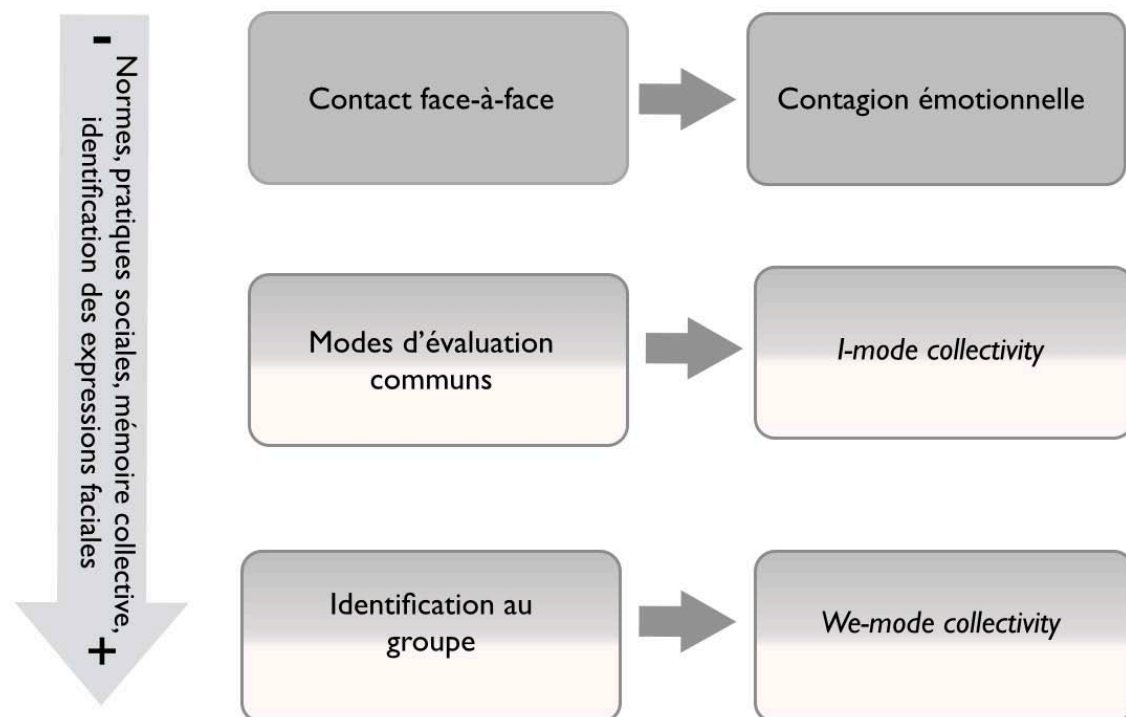 -
Normes, pratiques sociales, mémoire collective,
identification des expressions faciales
+
Contact face-à-face
Contagion émotionnelle
Modes d'évaluation
communs
I-mode collectivity
Identification au
groupe
We-mode collectivity